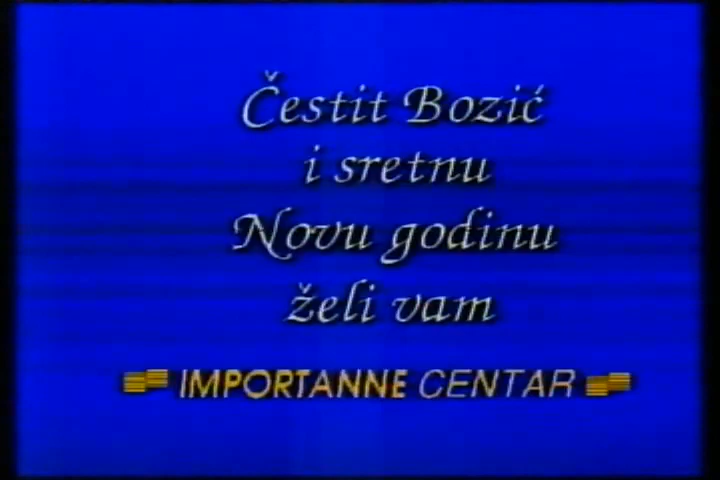 Čestit Bozić
i sretnu
Novu godinu
želi vam
IMPORTANNE CENTAR